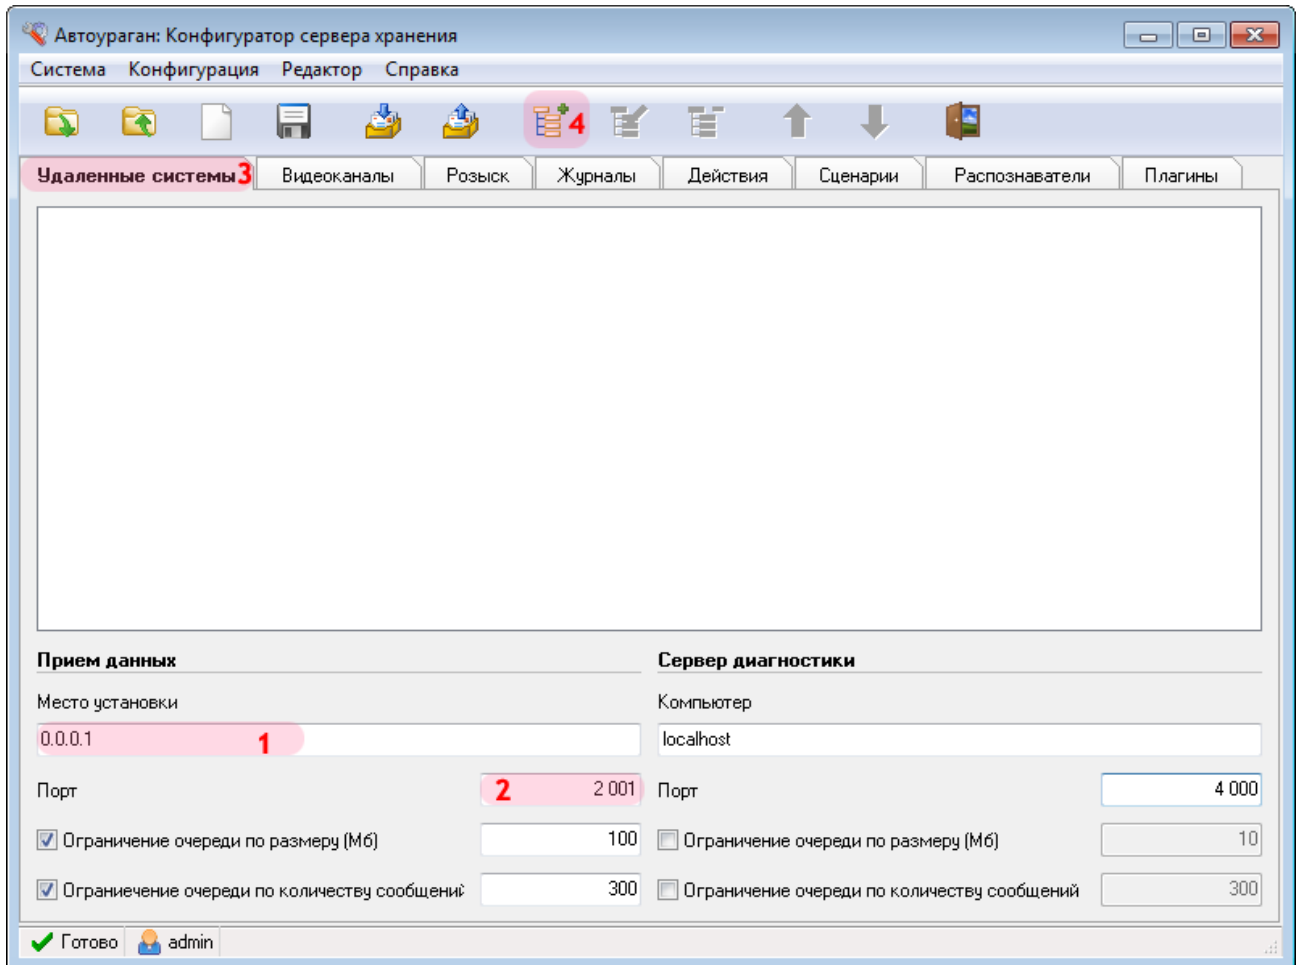 Автоураган: Конфигуратор сервера хранения
Система Конфигурация Редактор Справка
4
Удаленные системы 3 Видеоканалы Розыск Журналы Действия Сценарии Распознаватели Плагины
Прием данных Сервер диагностики
Место установки Компьютер
0.0.0.1 1 localhost
Порт 2 2 001 Порт 4 000
Ограничение очереди по размеру (Мб) 100 Ограничение очереди по размеру (Мб) 10
Ограниечение очереди по количеству сообщений 300 Ограничение очереди по количеству сообщений 300
Готово admin